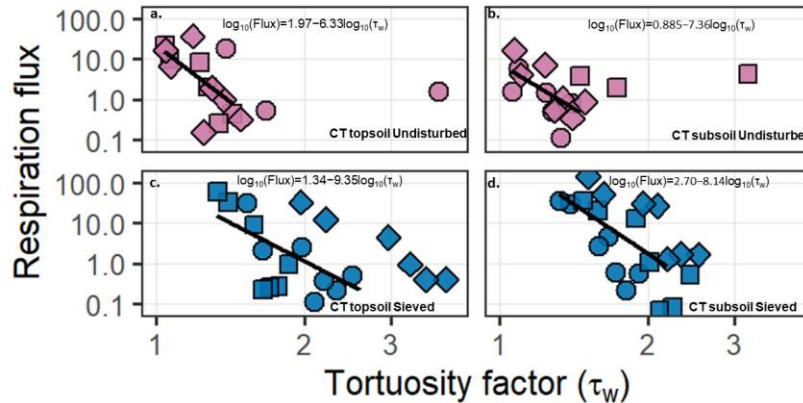 a.
log10(Flux)=1.97−6.33log10(τw)
b.
log10(Flux)=0.885−7.36log10(τw)
100.0
10.0
1.0
0.1
CT topsoil Undisturbed
CT subsoil Undisturbe
c.
log10(Flux)=1.34−9.35log10(τw)
d.
log10(Flux)=2.70−8.14log10(τw)
100.0
10.0
1.0
0.1
CT topsoil Sieved
CT subsoil Sieved
1 2 3 1 2 3
Respiration flux
Tortuosity factor (τw)